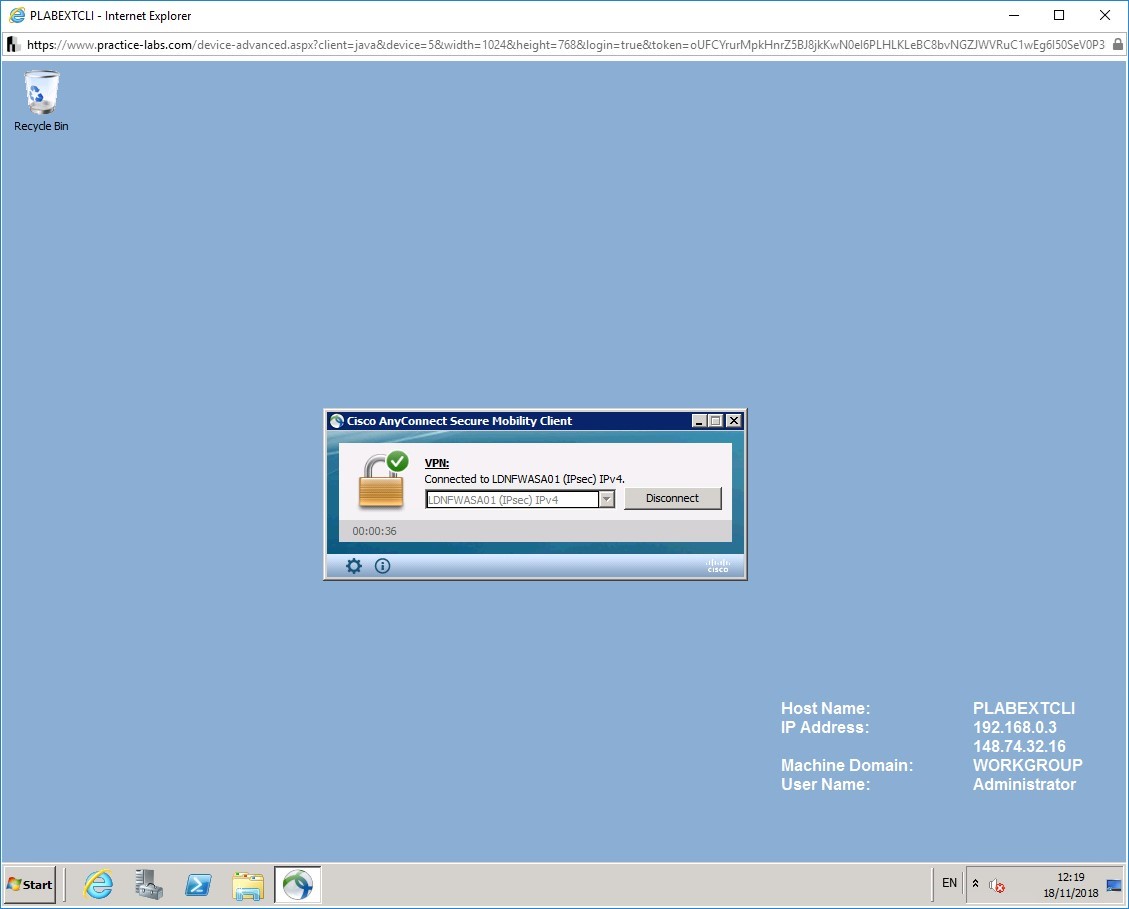 PLABEXTCLI - Internet Explorer
https://www.practice-labs.com/device-advanced.aspx?client=java&device=5&width=1024&height=768&login=true&token=oUFCYrurMpkHnrZ5BJ8jkKwN0el6PLHLKLeBC8bvNGZJWVRuC1wEg6I50SeV0P3
Recycle Bin
Cisco AnyConnect Secure Mobility Client
VPN:
Connected to LDNFWASA01 (IPsec) IPv4.
LDNFWASA01 (IPsec) IPv4
Disconnect
00:00:36
cisco
Host Name: PLABEXTCLI
IP Address: 192.168.0.3
148.74.32.16
Machine Domain: WORKGROUP
User Name: Administrator
Start
EN
12:19
18/11/2018